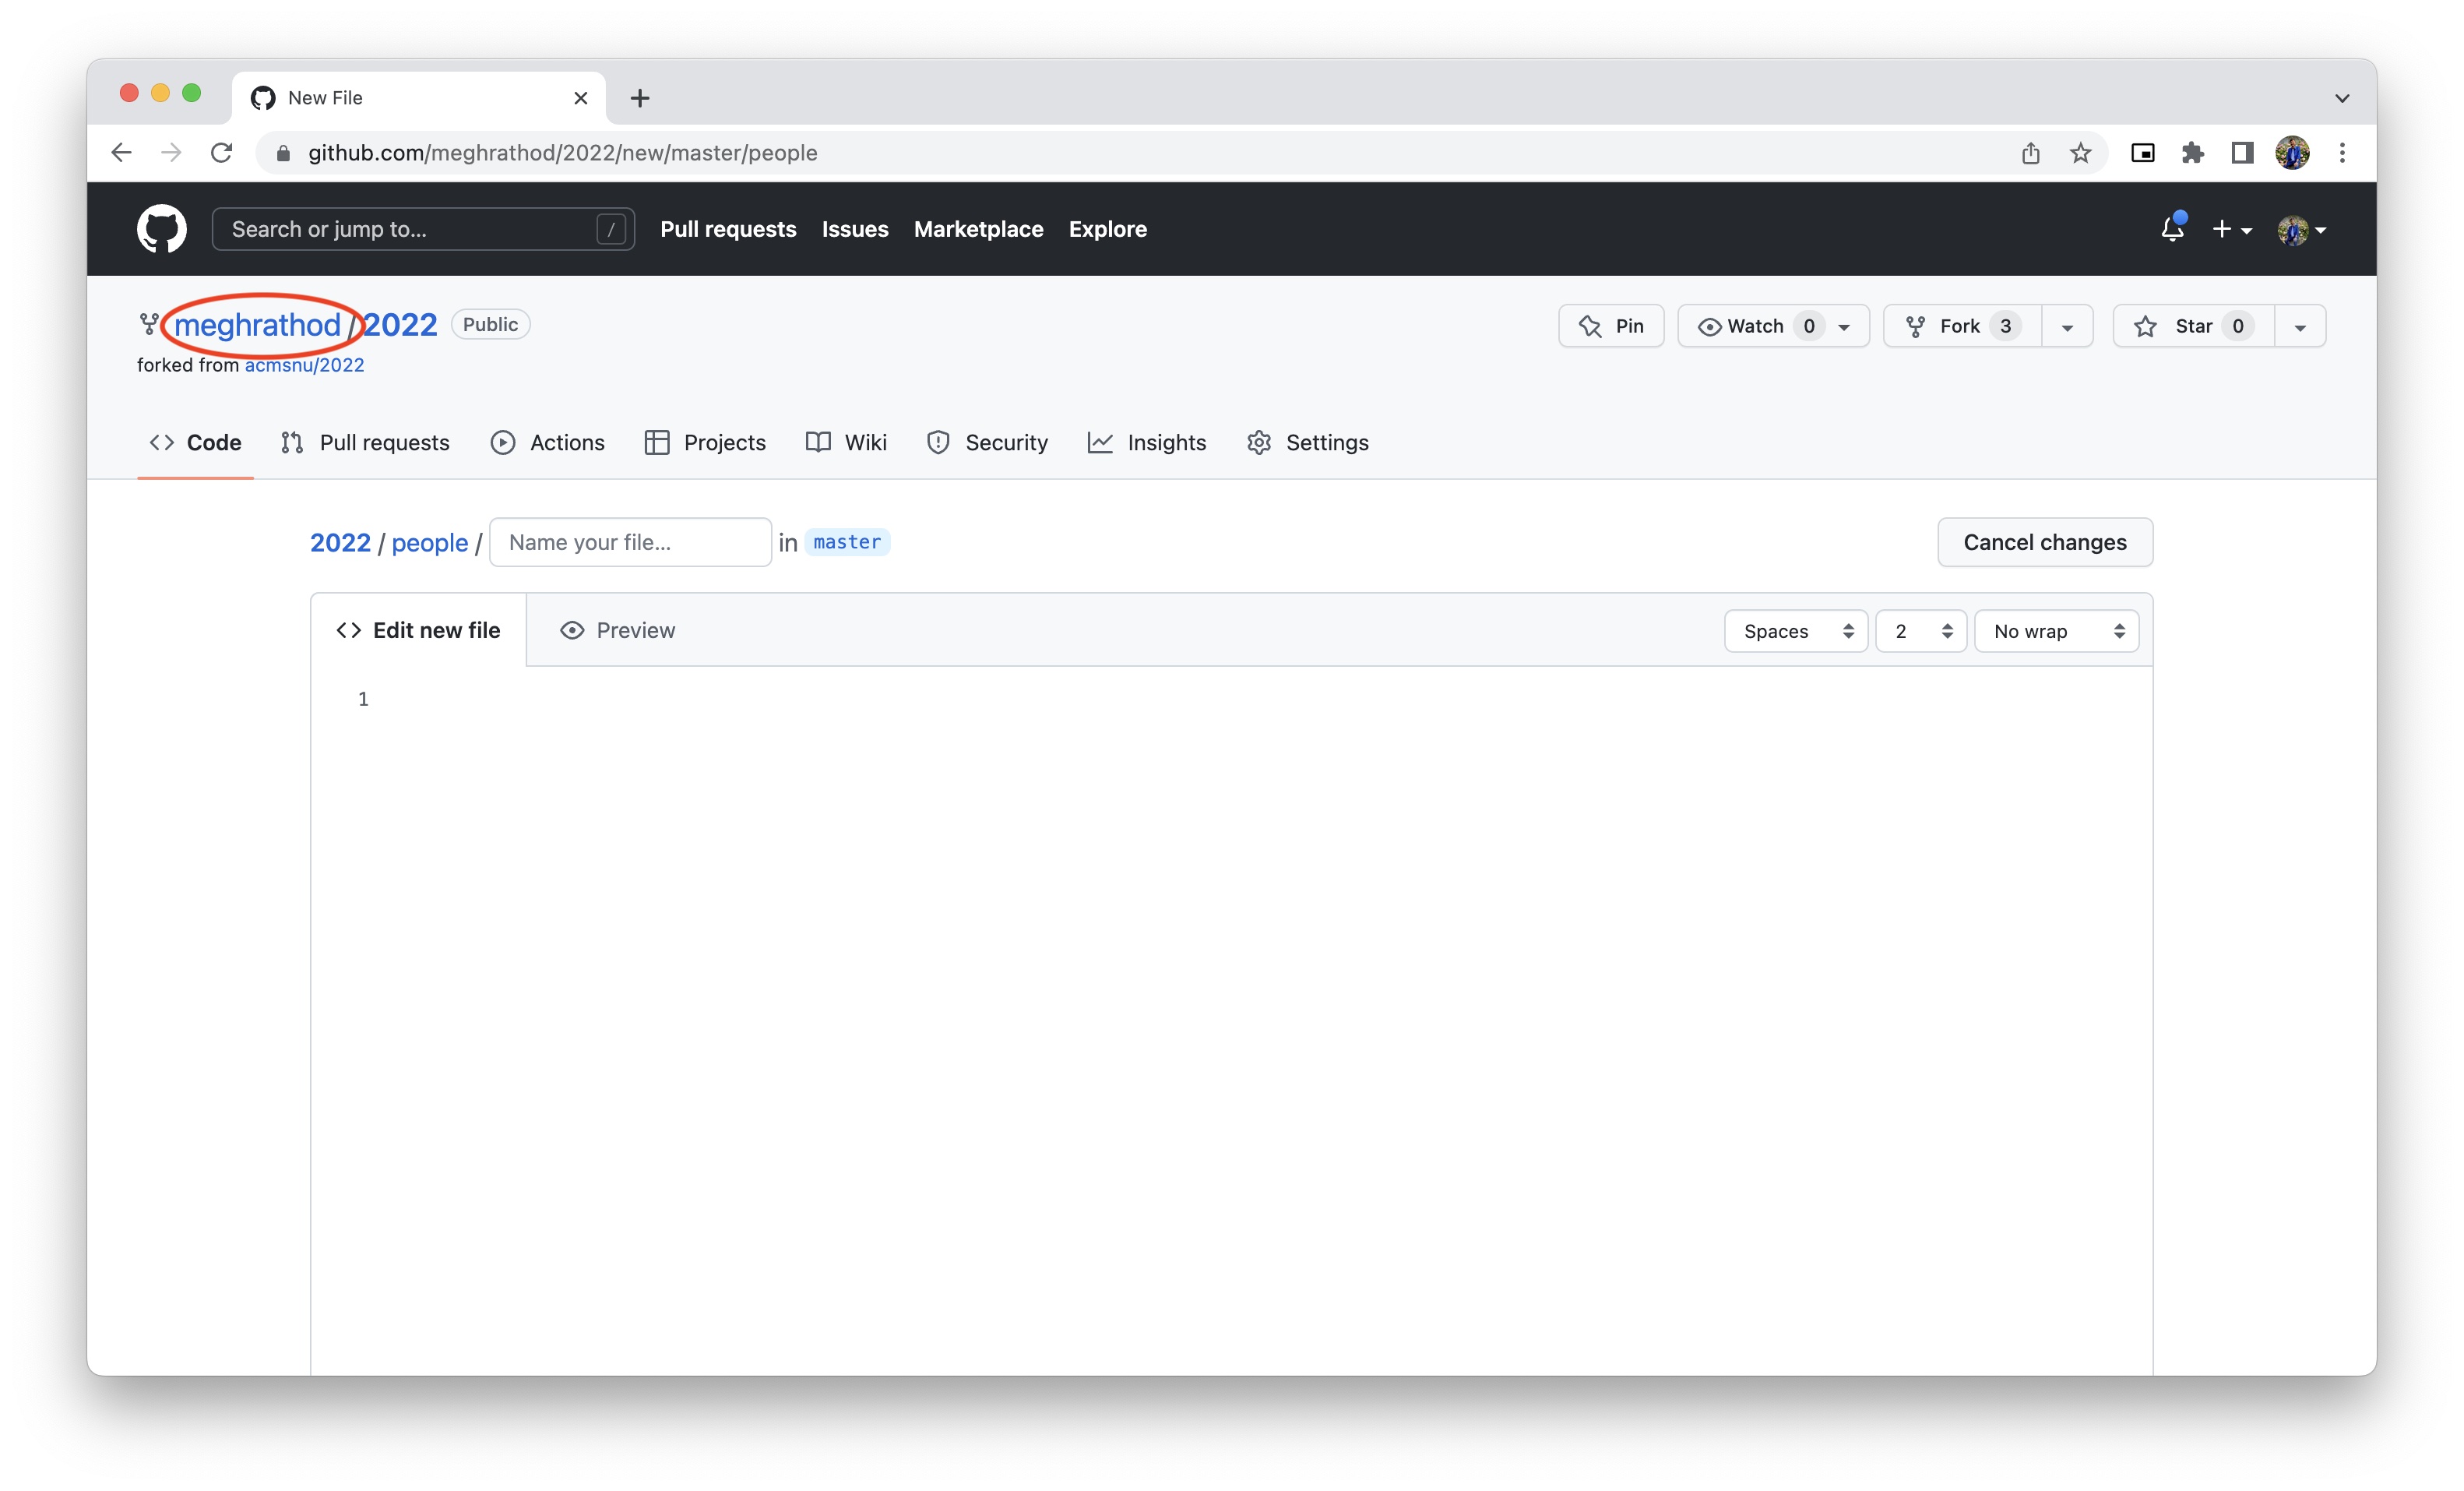 New File
github.com/meghrathod/2022/new/master/people
Search or jump to... / Pull requests Issues Marketplace Explore
meghrathod / 2022 Public Pin Watch 0 Fork 3 Star 0
forked from acmsnu/2022
Code Pull requests Actions Projects Wiki Security Insights Settings
2022 / people / Name your file... in master Cancel changes
Edit new file Preview Spaces 2 No wrap
1